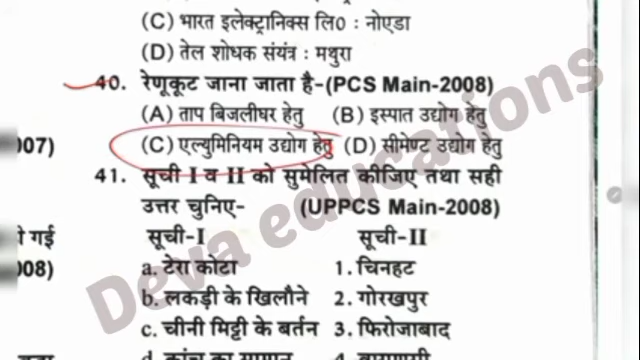 (C) भारत इलेक्ट्रानिक्स लि0 : नोएडा
(D) तेल शोधक संयंत्र : मथुरा
40. रेणूकूट जाना जाता है-(PCS Main-2008)
(A) ताप बिजलीघर हेतु (B) इस्पात उद्योग हेतु
007) (C) एल्युमिनियम उद्योग हेतु (D) सीमेण्ट उद्योग हेतु
41. सूची I व II को सुमेलित कीजिए तथा सही
उत्तर चुनिए- (UPPCS Main-2008)
गई सूची-I सूची-II
008) a. टेरा कोटा 1. चिनहट
b. लकड़ी के खिलौने 2. गोरखपुर
c. चीनी मिट्टी के बर्तन 3. फिरोजाबाद
Deva educations